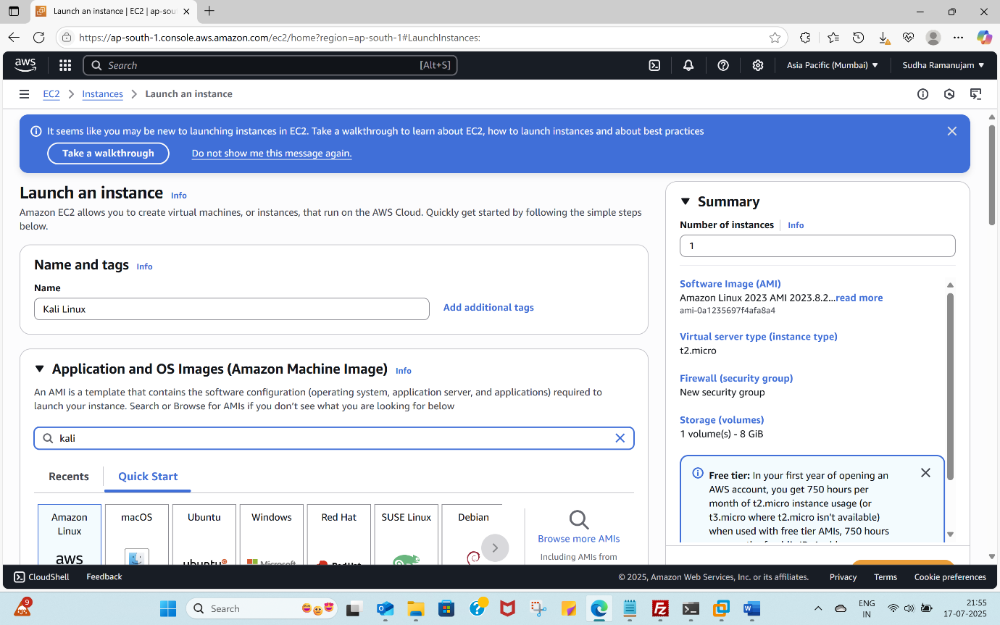 Launch an instance | EC2 | ap-sout
https://ap-south-1.console.aws.amazon.com/ec2/home?region=ap-south-1#LaunchInstances:
aws
Search [Alt+S]
Asia Pacific (Mumbai)
Sudha Ramanujam
EC2 > Instances > Launch an instance
It seems like you may be new to launching instances in EC2. Take a walkthrough to learn about EC2, how to launch instances and about best practices
Take a walkthrough
Do not show me this message again.
Launch an instance Info
Amazon EC2 allows you to create virtual machines, or instances, that run on the AWS Cloud. Quickly get started by following the simple steps
below.
Name and tags Info
Name
Kali Linux
Add additional tags
Application and OS Images (Amazon Machine Image) Info
An AMI is a template that contains the software configuration (operating system, application server, and applications) required to
launch your instance. Search or Browse for AMIs if you don’t see what you are looking for below
kali
Recents
Quick Start
Amazon
Linux
aws
macOS
Ubuntu
ubuntu
Windows
Microsoft
Red Hat
Red Hat
SUSE Linux
Debian
Browse more AMIs
Including AMIs from
Summary
Number of instances Info
1
Software Image (AMI)
Amazon Linux 2023 AMI 2023.8.2...read more
ami-0a1235697f4afa8a4
Virtual server type (instance type)
t2.micro
Firewall (security group)
New security group
Storage (volumes)
1 volume(s) - 8 GiB
Free tier: In your first year of opening an
AWS account, you get 750 hours per
month of t2.micro instance usage (or
t3.micro where t2.micro isn't available)
when used with free tier AMIs, 750 hours
CloudShell
Feedback
© 2025, Amazon Web Services, Inc. or its affiliates.
Privacy
Terms
Cookie preferences
9
Search
ENG
IN
21:55
17-07-2025